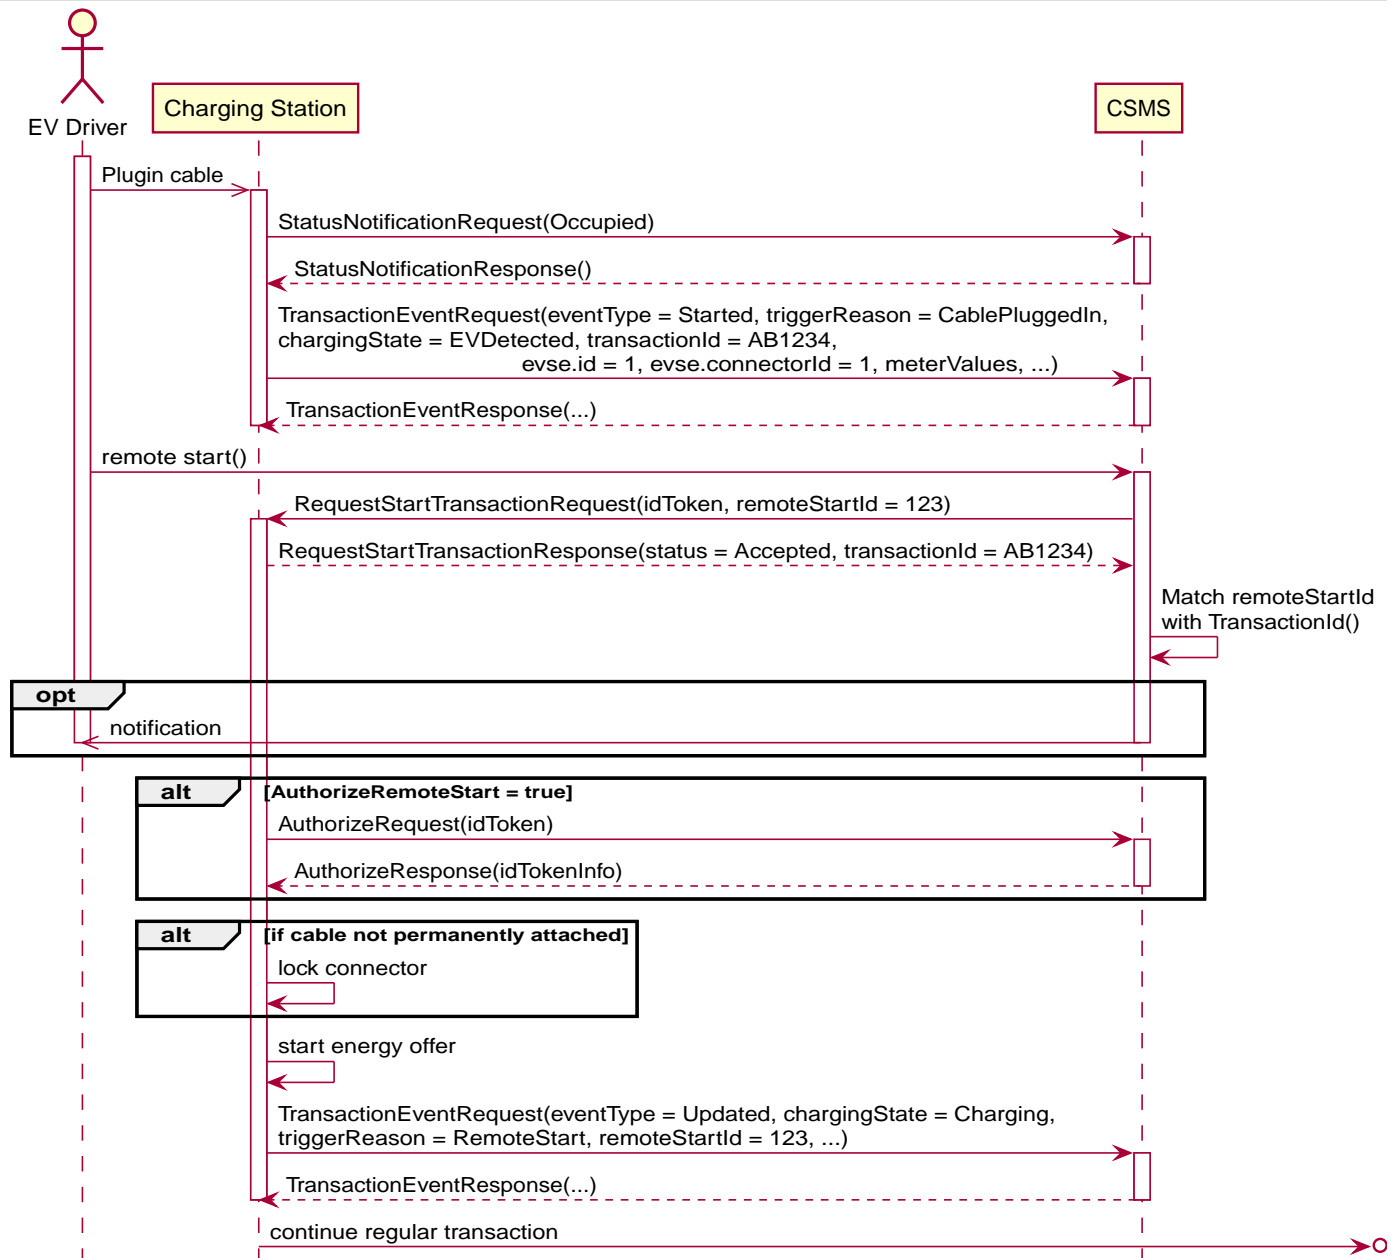 EV Driver
Charging Station
CSMS
Plugin cable
StatusNotificationRequest(Occupied)
StatusNotificationResponse()
TransactionEventRequest(eventType = Started, triggerReason = CablePluggedIn,
chargingState = EVDetected, transactionId = AB1234,
evse.id = 1, evse.connectorId = 1, meterValues, ...)
TransactionEventResponse(...)
remote start()
RequestStartTransactionRequest(idToken, remoteStartId = 123)
RequestStartTransactionResponse(status = Accepted, transactionId = AB1234)
Match remoteStartId
with TransactionId()
opt
notification
alt [AuthorizeRemoteStart = true]
AuthorizeRequest(idToken)
AuthorizeResponse(idTokenInfo)
alt [if cable not permanently attached]
lock connector
start energy offer
TransactionEventRequest(eventType = Updated, chargingState = Charging,
triggerReason = RemoteStart, remoteStartId = 123, ...)
TransactionEventResponse(...)
continue regular transaction